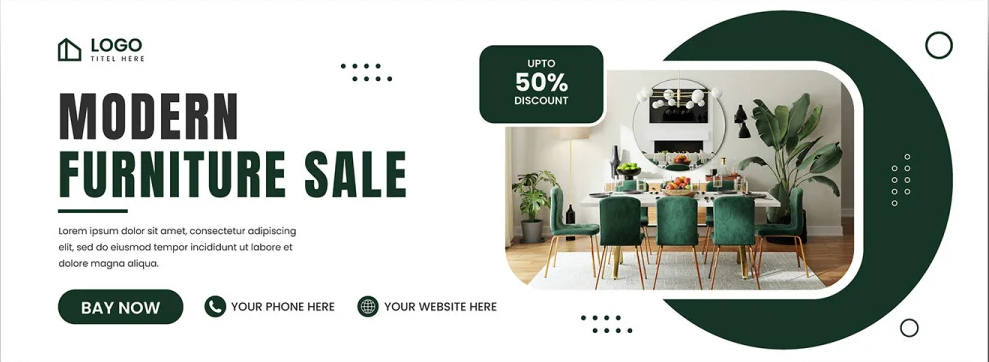 LOGO
TITEL HERE
UPTO
50%
DISCOUNT
MODERN
FURNITURE SALE
Lorem ipsum dolor sit amet, consectetur adipiscing
elit, sed do eiusmod tempor incididunt ut labore et
dolore magna aliqua.
BAY NOW
YOUR PHONE HERE
YOUR WEBSITE HERE